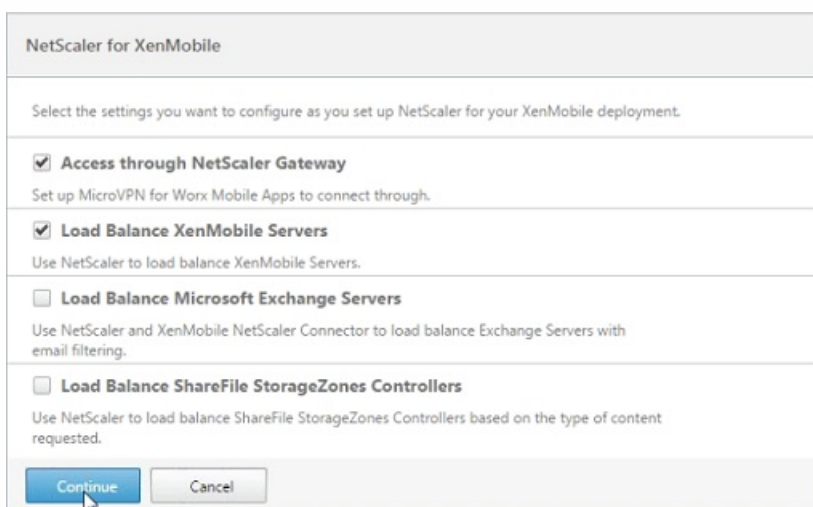 NetScaler for XenMobile
Select the settings you want to configure as you set up NetScaler for your XenMobile deployment.
Access through NetScaler Gateway
Set up MicroVPN for Worx Mobile Apps to connect through.
Load Balance XenMobile Servers
Use NetScaler to load balance XenMobile Servers.
Load Balance Microsoft Exchange Servers
Use NetScaler and XenMobile NetScaler Connector to load balance Exchange Servers with
email filtering.
Load Balance ShareFile StorageZones Controllers
Use NetScaler to load balance ShareFile StorageZones Controllers based on the type of content
requested.
Continue Cancel